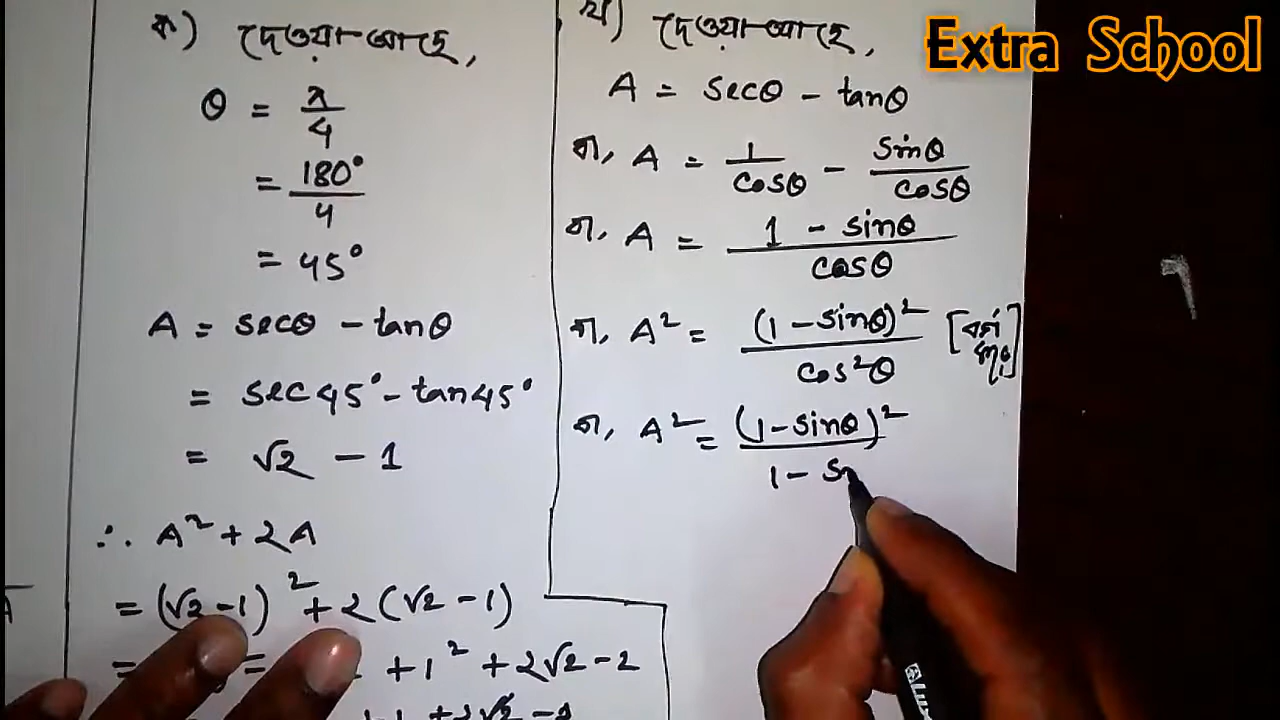 Extra School
ক) দেওয়া আছে,
θ = π/4
= 180°/4
= 45°
A = secθ - tanθ
= sec45° - tan45°
= √2 - 1
∴ A² + 2A
= (√2 - 1)² + 2(√2 - 1)
+ 1² + 2√2 - 2
খ) দেওয়া আছে,
A = secθ - tanθ
বা, A = 1/cosθ - sinθ/cosθ
বা, A = 1 - sinθ/cosθ
বা, A² = (1 - sinθ)²/cos²θ [বর্গ করে]
বা, A² = (1 - sinθ)²/1 - s